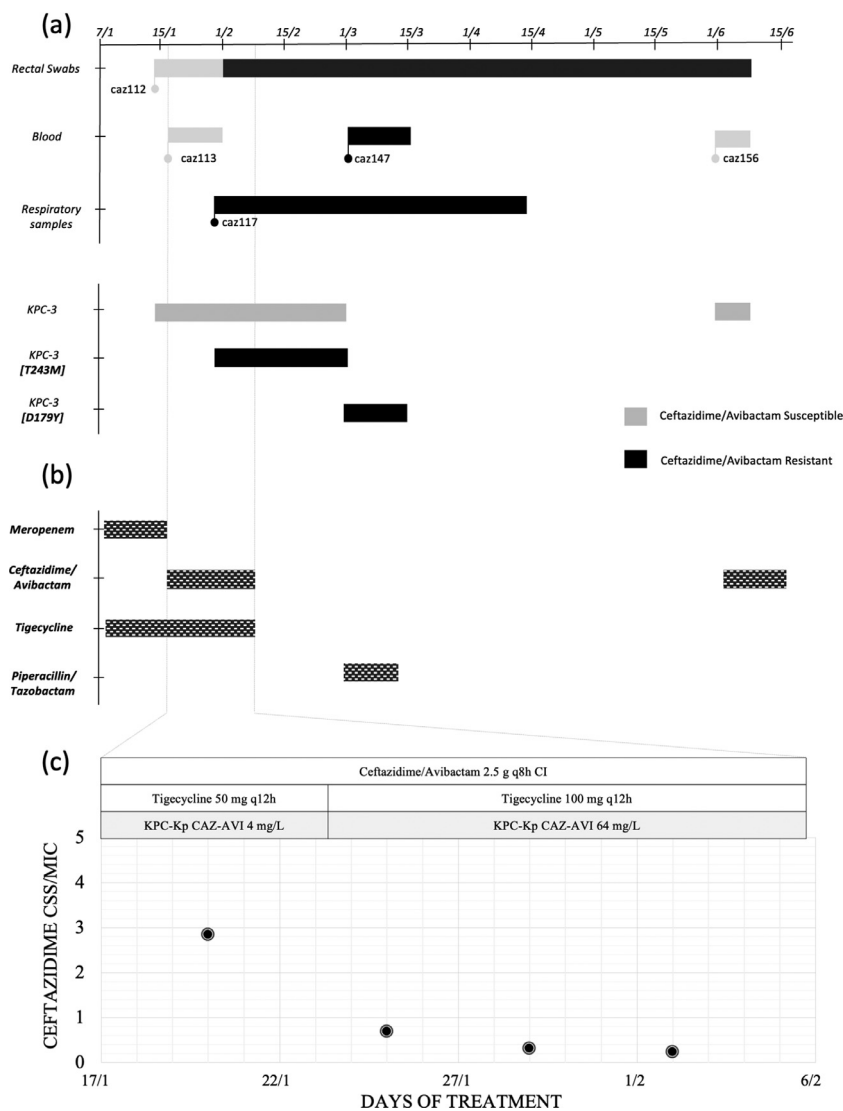 (a)
7/1 15/1 1/2 15/2 1/3 15/3 1/4 15/4 1/5 15/5 1/6 15/6
Rectal Swabs
caz112
Blood
caz113 caz147 caz156
Respiratory
samples
caz117
KPC-3
KPC-3
[T243M]
KPC-3
[D179Y]
Ceftazidime/Avibactam Susceptible
Ceftazidime/Avibactam Resistant
(b)
Meropenem
Ceftazidime/
Avibactam
Tigecycline
Piperacillin/
Tazobactam
(c)
Ceftazidime/Avibactam 2.5 g q8h CI
Tigecycline 50 mg q12h Tigecycline 100 mg q12h
KPC-Kp CAZ-AVI 4 mg/L KPC-Kp CAZ-AVI 64 mg/L
CEFTAZIDIME CSS/MIC
5
4
3
2
1
0
17/1 22/1 27/1 1/2 6/2
DAYS OF TREATMENT